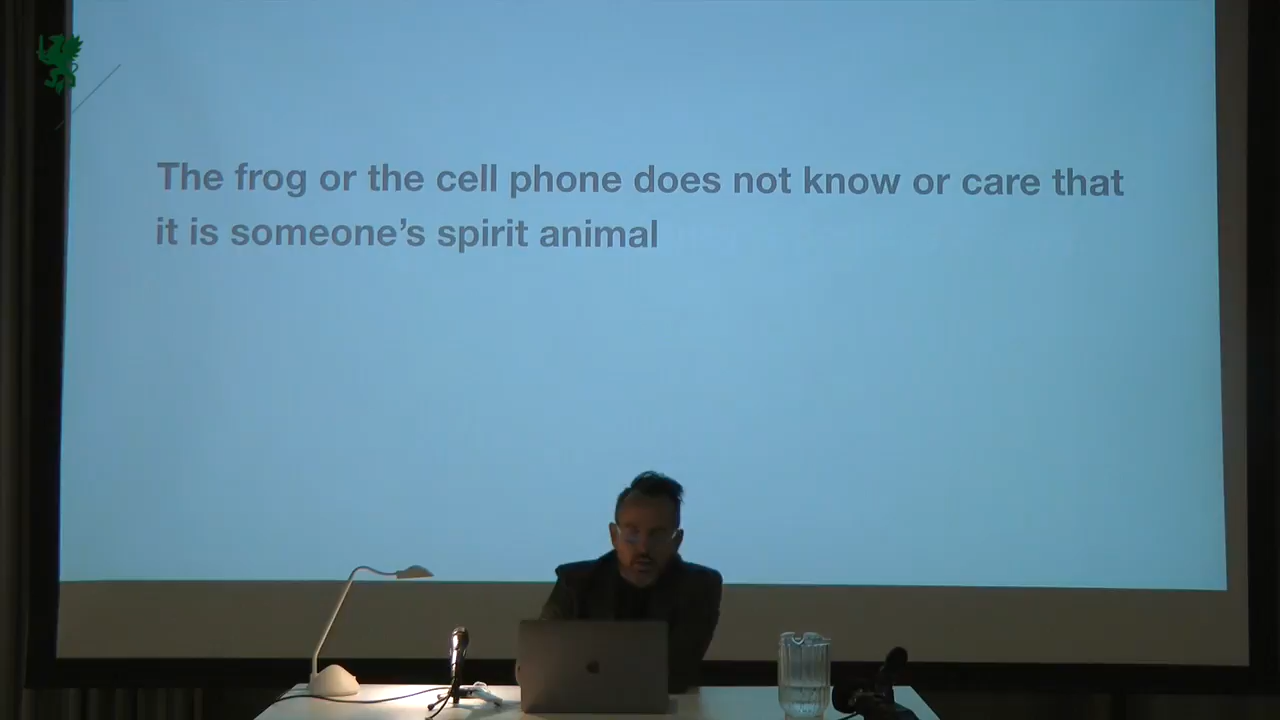 The frog or the cell phone does not know or care that
it is someone’s spirit animal